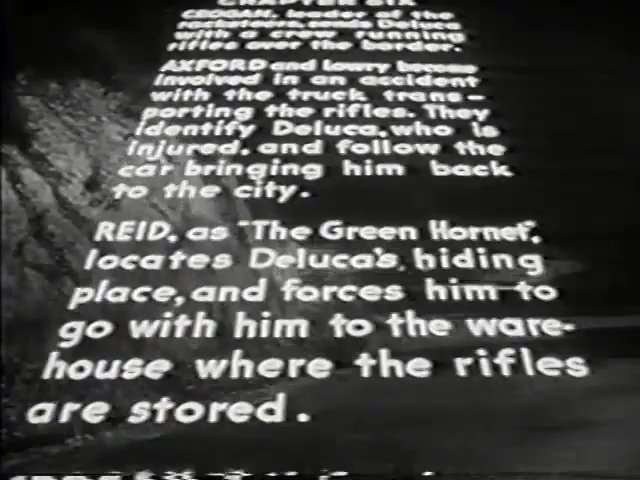 CHAPTER SIX
CROGAN, leader of the
racketeers, sends Deluca
with a crew running
rifles over the border.
AXFORD and lowry become
involved in an accident
with the truck trans-
porting the rifles. They
identify Deluca, who is
injured, and follow the
car bringing him back
to the city.
REID, as "The Green Hornet",
locates Deluca's hiding
place, and forces him to
go with him to the ware-
house where the rifles
are stored.